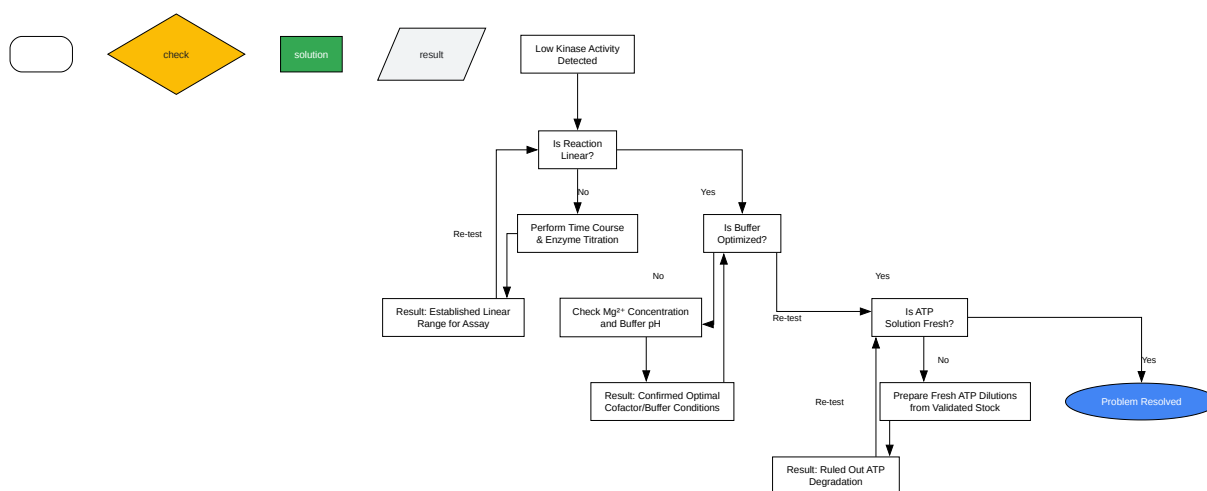 check
solution
result
Low Kinase Activity
Detected
Is Reaction
Linear?
No
Yes
Perform Time Course
& Enzyme Titration
Is Buffer
Optimized?
Re-test
No
Yes
Result: Established Linear
Range for Assay
Check Mg²⁺ Concentration
and Buffer pH
Re-test
Is ATP
Solution Fresh?
No
Yes
Result: Confirmed Optimal
Cofactor/Buffer Conditions
Re-test
Prepare Fresh ATP Dilutions
from Validated Stock
Problem Resolved
Result: Ruled Out ATP
Degradation